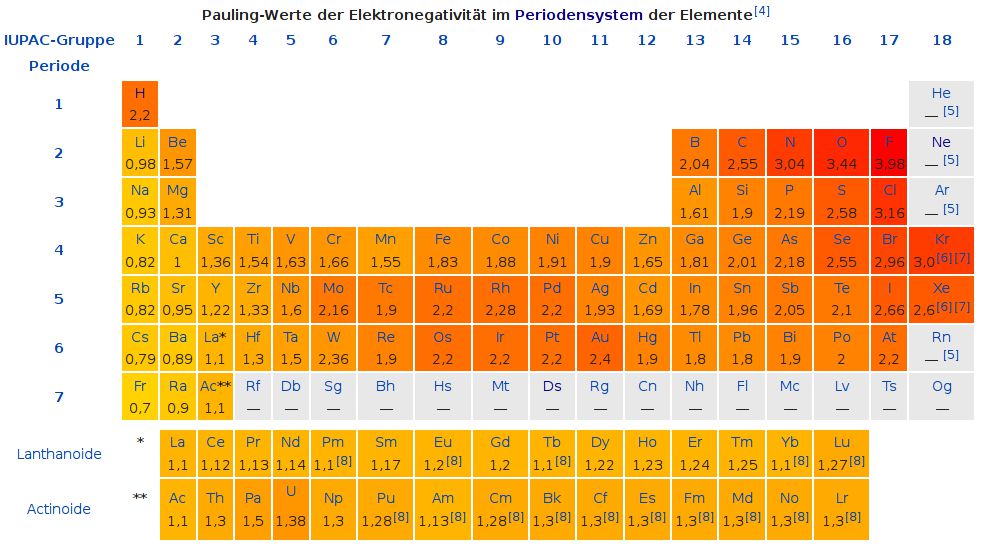 Pauling-Werte der Elektronegativität im Periodensystem der Elemente[4]
IUPAC-Gruppe 1 2 3 4 5 6 7 8 9 10 11 12 13 14 15 16 17 18
Periode
1 H He
2,2 — [5]
2 Li Be B C N O F Ne
0,98 1,57 2,04 2,55 3,04 3,44 3,98 — [5]
3 Na Mg Al Si P S Cl Ar
0,93 1,31 1,61 1,9 2,19 2,58 3,16 — [5]
4 K Ca Sc Ti V Cr Mn Fe Co Ni Cu Zn Ga Ge As Se Br Kr
0,82 1 1,36 1,54 1,63 1,66 1,55 1,83 1,88 1,91 1,9 1,65 1,81 2,01 2,18 2,55 2,96 3,0[6][7]
5 Rb Sr Y Zr Nb Mo Tc Ru Rh Pd Ag Cd In Sn Sb Te I Xe
0,82 0,95 1,22 1,33 1,6 2,16 1,9 2,2 2,28 2,2 1,93 1,69 1,78 1,96 2,05 2,1 2,66 2,6[6][7]
6 Cs Ba La* Hf Ta W Re Os Ir Pt Au Hg Tl Pb Bi Po At Rn
0,79 0,89 1,1 1,3 1,5 2,36 1,9 2,2 2,2 2,2 2,4 1,9 1,8 1,8 1,9 2 2,2 — [5]
7 Fr Ra Ac** Rf Db Sg Bh Hs Mt Ds Rg Cn Nh Fl Mc Lv Ts Og
0,7 0,9 1,1 — — — — — — — — — — — — — — —
Lanthanoide * La Ce Pr Nd Pm Sm Eu Gd Tb Dy Ho Er Tm Yb Lu
1,1 1,12 1,13 1,14 1,1[8] 1,17 1,2[8] 1,2 1,1[8] 1,22 1,23 1,24 1,25 1,1[8] 1,27[8]
Actinoide ** Ac Th Pa U Np Pu Am Cm Bk Cf Es Fm Md No Lr
1,1 1,3 1,5 1,38 1,3 1,28[8] 1,13[8] 1,28[8] 1,3[8] 1,3[8] 1,3[8] 1,3[8] 1,3[8] 1,3[8] 1,3[8]